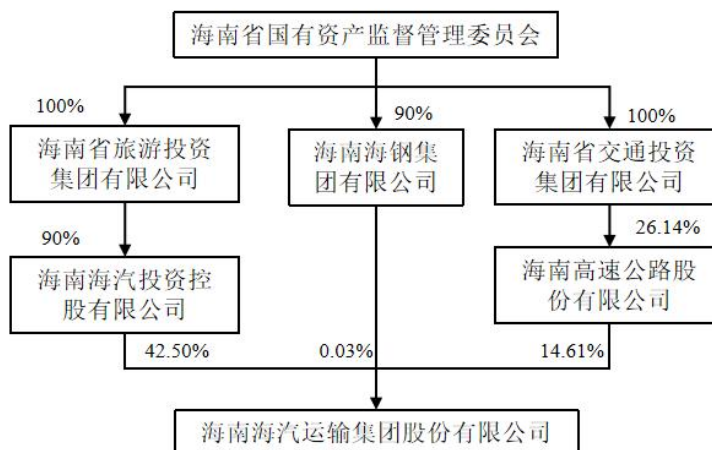 海南省国有资产监督管理委员会
100%
90%
100%
海南省旅游投资
集团有限公司
海南海钢集
团有限公司
海南省交通投资
集团有限公司
90%
26.14%
海南海汽投资控
股有限公司
海南高速公路股
份有限公司
42.50%
0.03%
14.61%
海南海汽运输集团股份有限公司